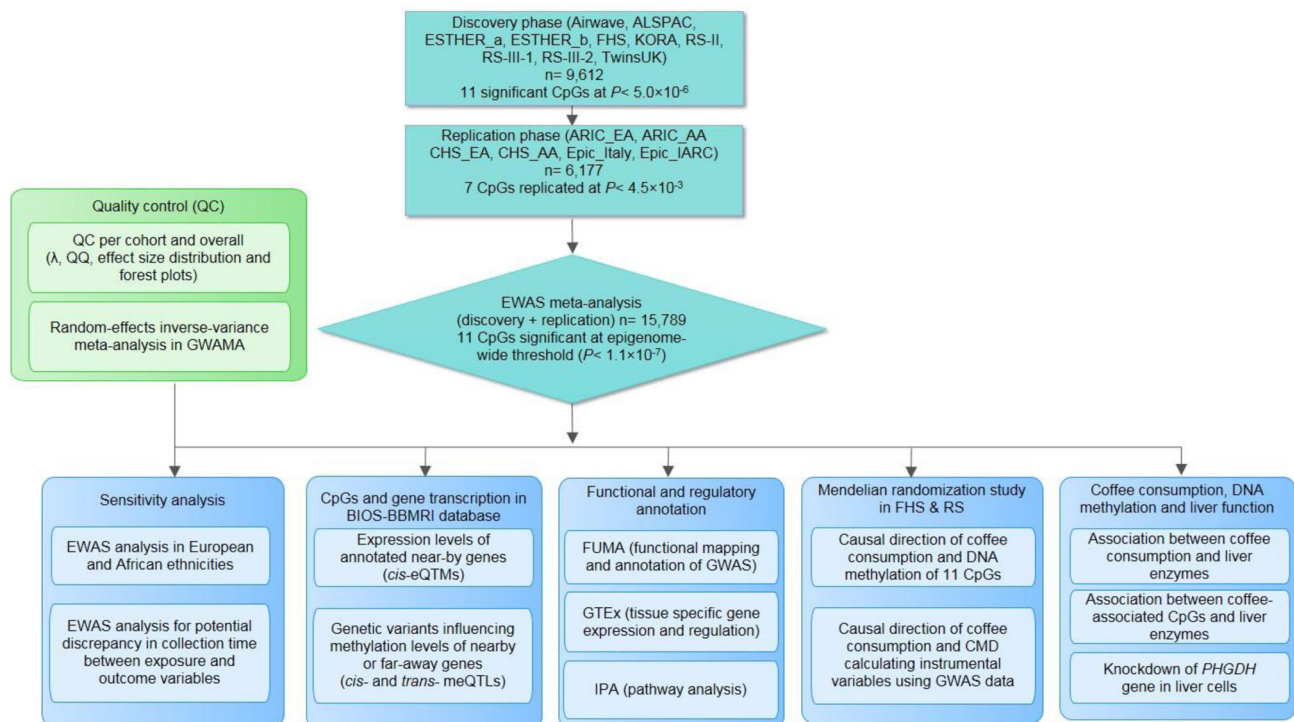 Discovery phase (Airwave, ALSPAC,
ESTHER_a, ESTHER_b, FHS, KORA, RS-II,
RS-III-1, RS-III-2, TwinsUK)
n= 9,612
11 significant CpGs at P< 5.0×10⁻⁶
Replication phase (ARIC_EA, ARIC_AA
CHS_EA, CHS_AA, Epic_Italy, Epic_IARC)
n= 6,177
7 CpGs replicated at P< 4.5×10⁻³
Quality control (QC)
QC per cohort and overall
(λ, QQ, effect size distribution and
forest plots)
Random-effects inverse-variance
meta-analysis in GWAMA
EWAS meta-analysis
(discovery + replication) n= 15,789
11 CpGs significant at epigenome-
wide threshold (P< 1.1×10⁻⁷)
Sensitivity analysis
EWAS analysis in European
and African ethnicities
EWAS analysis for potential
discrepancy in collection time
between exposure and
outcome variables
CpGs and gene transcription in
BIOS-BBMRI database
Expression levels of
annotated near-by genes
(cis-eQTMs)
Genetic variants influencing
methylation levels of nearby
or far-away genes
(cis- and trans- meQTLs)
Functional and regulatory
annotation
FUMA (functional mapping
and annotation of GWAS)
GTEx (tissue specific gene
expression and regulation)
IPA (pathway analysis)
Mendelian randomization study
in FHS & RS
Causal direction of coffee
consumption and DNA
methylation of 11 CpGs
Causal direction of coffee
consumption and CMD
calculating instrumental
variables using GWAS data
Coffee consumption, DNA
methylation and liver function
Association between coffee
consumption and liver
enzymes
Association between coffee-
associated CpGs and liver
enzymes
Knockdown of PHGDH
gene in liver cells